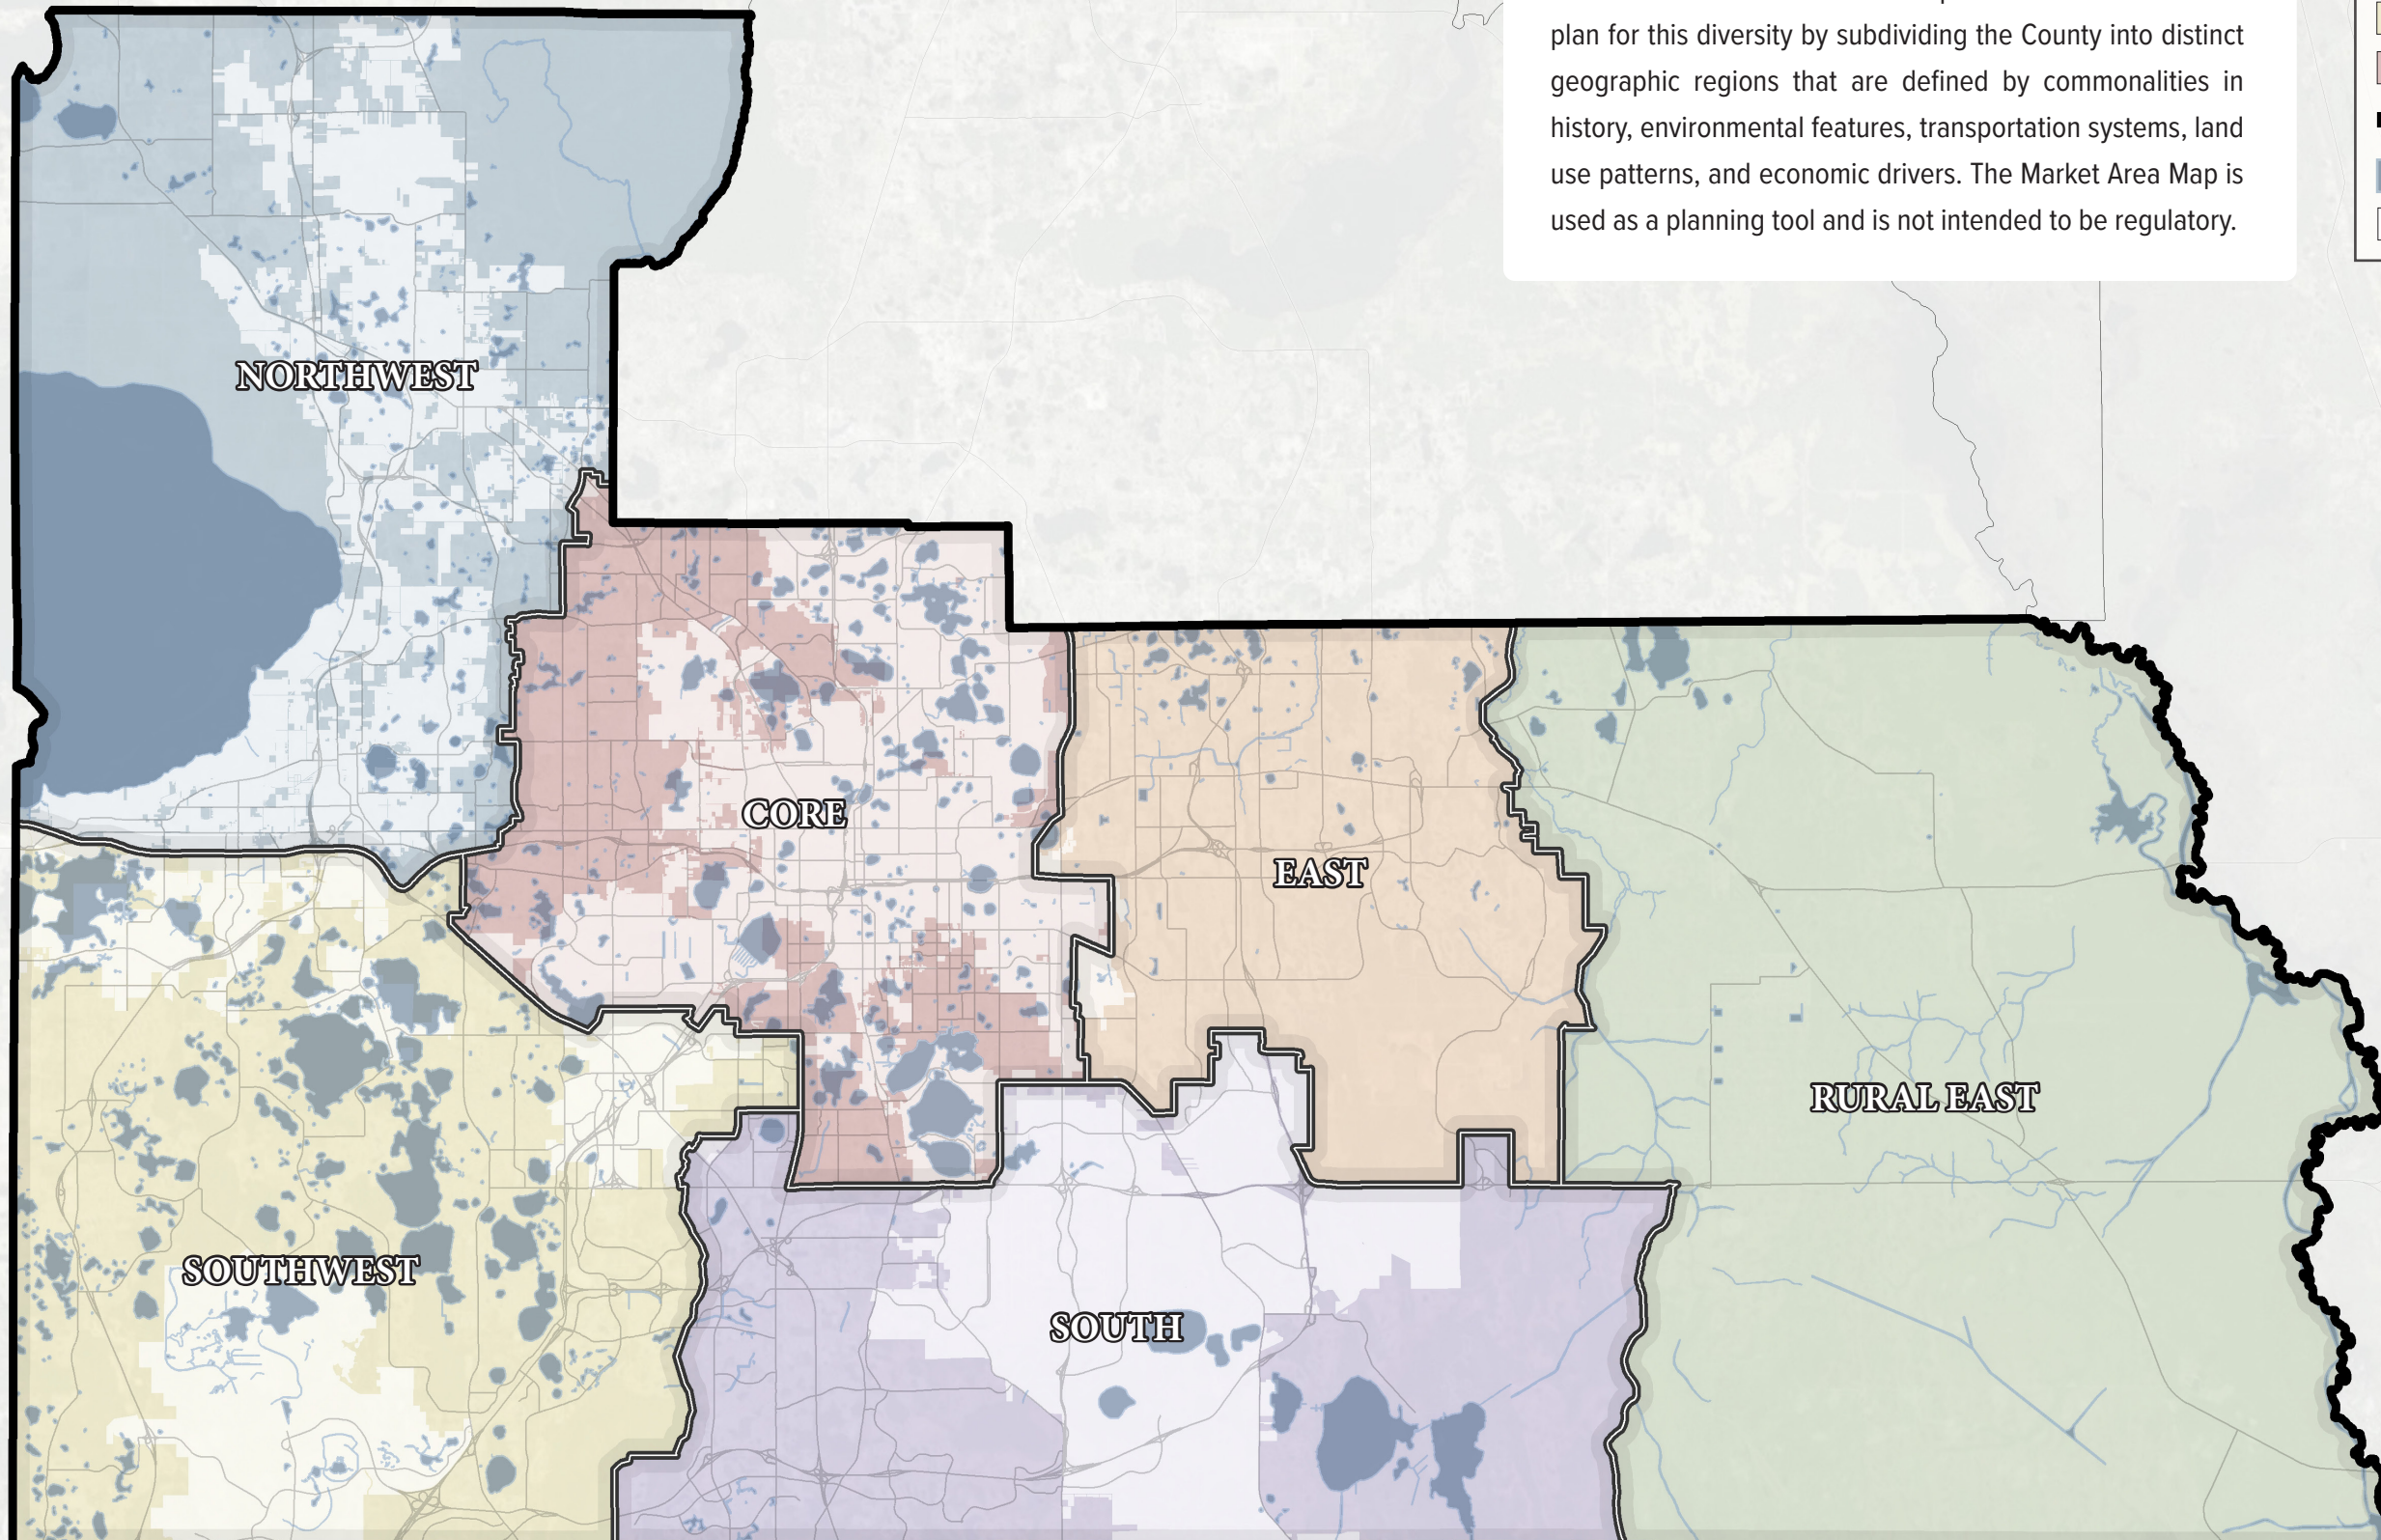 plan for this diversity by subdividing the County into distinct
geographic regions that are defined by commonalities in
history, environmental features, transportation systems, land
use patterns, and economic drivers. The Market Area Map is
used as a planning tool and is not intended to be regulatory.
NORTHWEST
CORE
EAST
RURAL EAST
SOUTHWEST
SOUTH